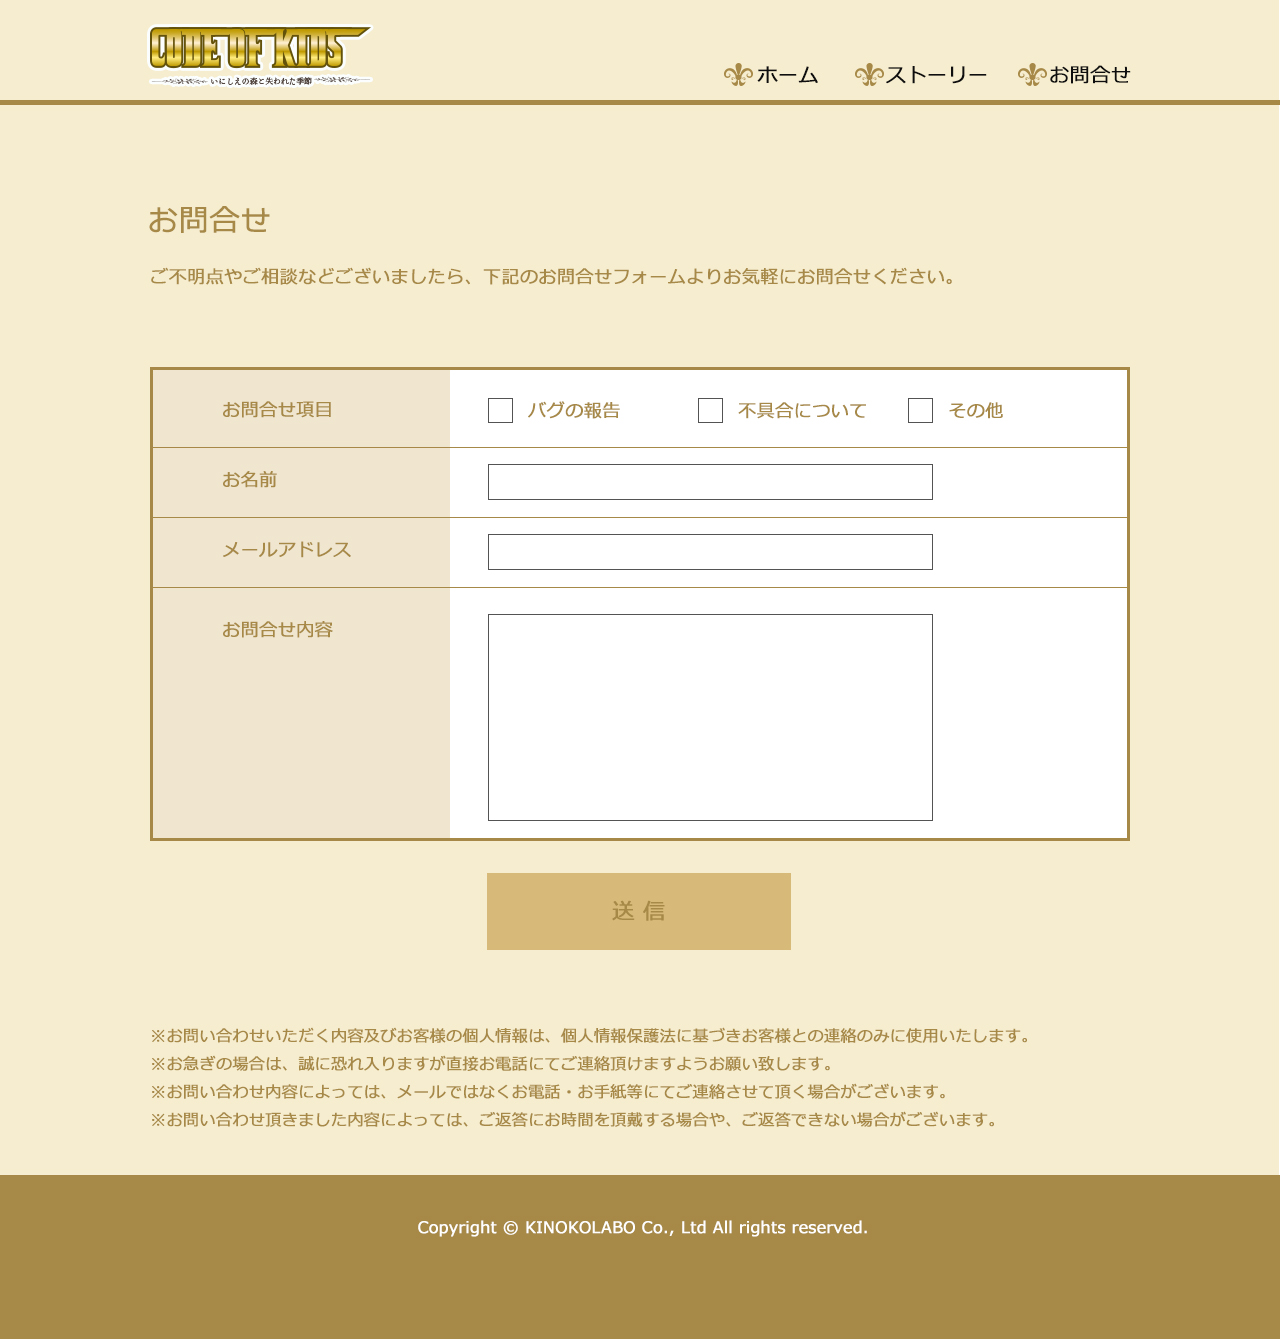 CODE OF KIDS
いにしえの森と失われた季節
ホーム ストーリー お問合せ
お問合せ
ご不明点やご相談などございましたら、下記のお問合せフォームよりお気軽にお問合せください。
お問合せ項目 バグの報告 不具合について その他
お名前
メールアドレス
お問合せ内容
送 信
※お問い合わせいただく内容及びお客様の個人情報は、個人情報保護法に基づきお客様との連絡のみに使用いたします。
※お急ぎの場合は、誠に恐れ入りますが直接お電話にてご連絡頂けますようお願い致します。
※お問い合わせ内容によっては、メールではなくお電話・お手紙等にてご連絡させて頂く場合がございます。
※お問い合わせ頂きました内容によっては、ご返答にお時間を頂戴する場合や、ご返答できない場合がございます。
Copyright © KINOKOLABO Co., Ltd All rights reserved.